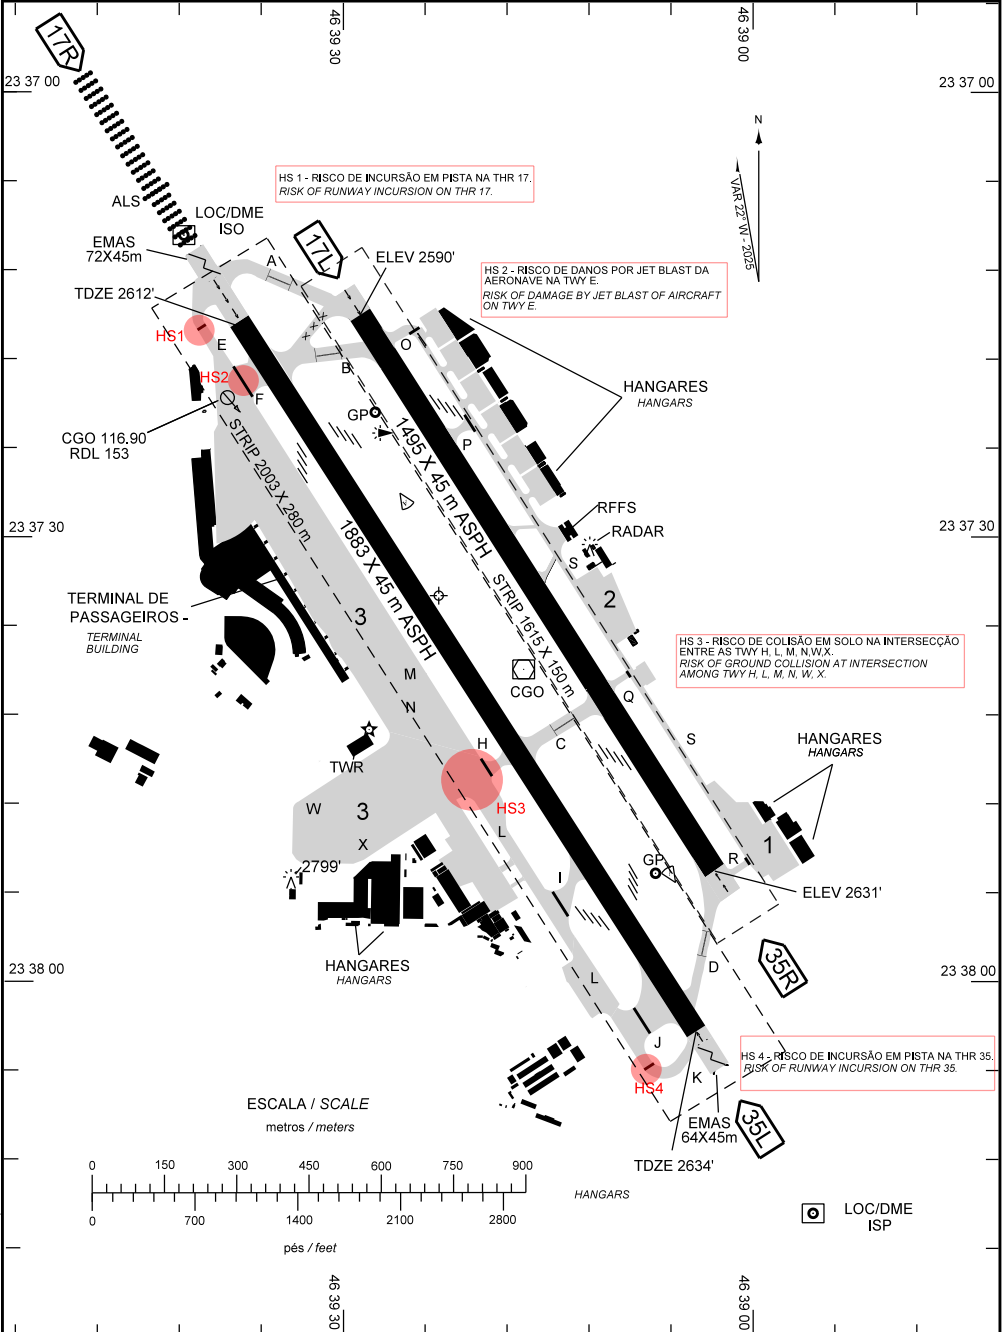 46 39 30
46 39 00
17R
23 37 00
23 37 00
N
VAR 22° W - 2025
HS 1 - RISCO DE INCURSÃO EM PISTA NA THR 17.
RISK OF RUNWAY INCURSION ON THR 17.
ALS
LOC/DME
ISO
EMAS
72X45m
17L
A
ELEV 2590'
HS 2 - RISCO DE DANOS POR JET BLAST DA
AERONAVE NA TWY E.
RISK OF DAMAGE BY JET BLAST OF AIRCRAFT
ON TWY E.
TDZE 2612'
HS1
E
O
B
HS2
F
HANGARES
HANGARS
GP
CGO 116.90
RDL 153
STRIP 2003 X 280 m
1495 X 45 m ASPH
P
RFFS
RADAR
23 37 30
23 37 30
1883 X 45 m ASPH
S
STRIP 1615 X 150 m
TERMINAL DE
PASSAGEIROS -
TERMINAL
BUILDING
3
2
HS 3 - RISCO DE COLISÃO EM SOLO NA INTERSECÇÃO
ENTRE AS TWY H, L, M, N,W,X.
RISK OF GROUND COLLISION AT INTERSECTION
AMONG TWY H, L, M, N, W, X.
M
CGO
Q
N
H
C
S
HANGARES
HANGARS
TWR
W
3
HS3
X
L
1
2799'
GP
R
I
ELEV 2631'
HANGARES
HANGARS
23 38 00
L
D
35R
23 38 00
J
HS 4 - RISCO DE INCURSÃO EM PISTA NA THR 35.
RISK OF RUNWAY INCURSION ON THR 35.
HS4
K
ESCALA / SCALE
metros / meters
EMAS
64X45m
35L
TDZE 2634'
0 150 300 450 600 750 900
0 700 1400 2100 2800
pés / feet
HANGARS
LOC/DME
ISP
46 39 30
46 39 00